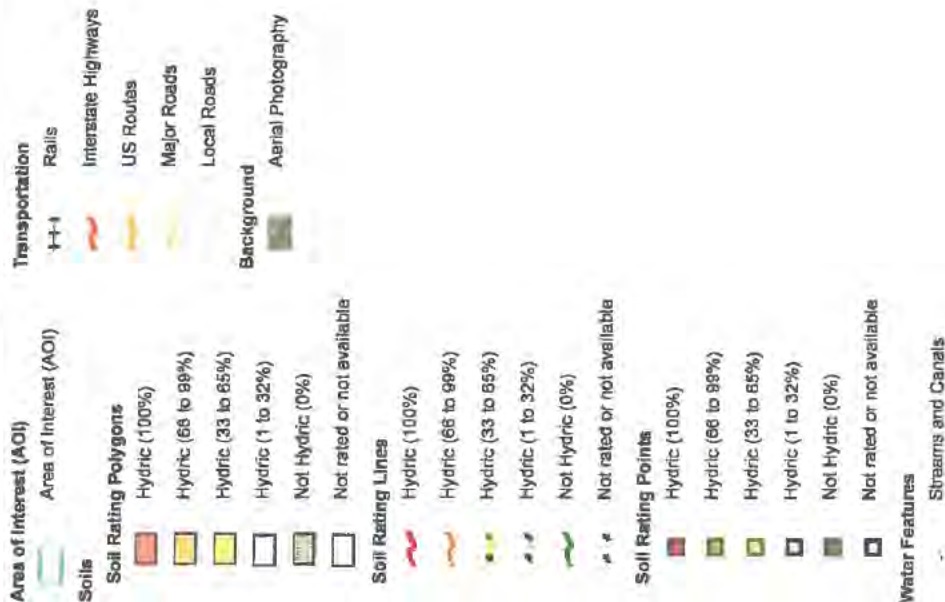 Area of Interest (AOI)
Area of Interest (AOI)
Soils
Soil Rating Polygons
Hydric (100%)
Hydric (66 to 99%)
Hydric (33 to 65%)
Hydric (1 to 32%)
Not Hydric (0%)
Not rated or not available
Soil Rating Lines
Hydric (100%)
Hydric (66 to 99%)
Hydric (33 to 65%)
Hydric (1 to 32%)
Not Hydric (0%)
Not rated or not available
Soil Rating Points
Hydric (100%)
Hydric (66 to 99%)
Hydric (33 to 65%)
Hydric (1 to 32%)
Not Hydric (0%)
Not rated or not available
Water Features
Streams and Canals
Transportation
Rails
Interstate Highways
US Routes
Major Roads
Local Roads
Background
Aerial Photography